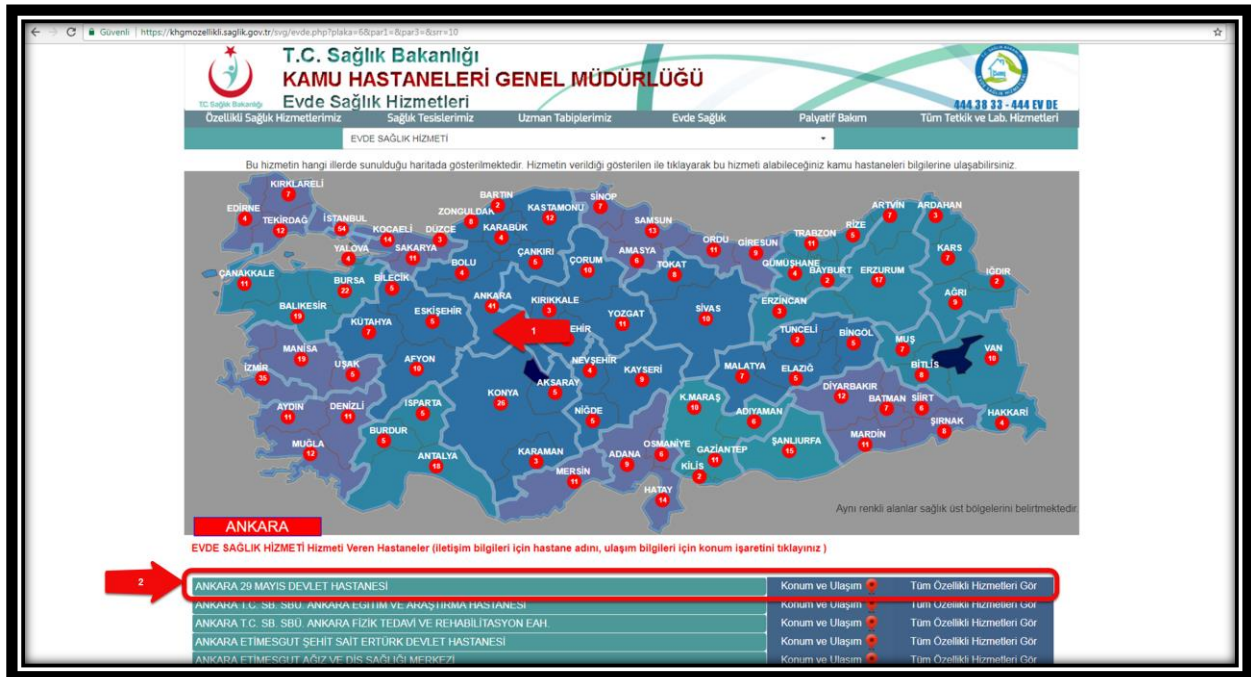 Güvenli | https://khgmozellikli.saglik.gov.tr/svg/evde.php?plaka=6&par1=&par3=&srr=10
T.C. Sağlık Bakanlığı
KAMU HASTANELERİ GENEL MÜDÜRLÜĞÜ
Evde Sağlık Hizmetleri
TC Sağlık Bakanlığı
444 38 33 - 444 EV DE
Özellikli Sağlık Hizmetlerimiz Sağlık Tesislerimiz Uzman Tabiplerimiz Evde Sağlık Palyatif Bakım Tüm Tetkik ve Lab. Hizmetleri
EVDE SAĞLIK HİZMETİ
Bu hizmetin hangi illerde sunulduğu haritada gösterilmektedir. Hizmetin verildiği gösterilen ile tıklayarak bu hizmeti alabileceğiniz kamu hastaneleri bilgilerine ulaşabilirsiniz.
KIRKLARELİ 7
EDİRNE 4
TEKİRDAĞ 12
İSTANBUL 54
KOCAELİ 14
YALOVA 4
SAKARYA 11
DÜZCE 3
ZONGULDAK 8
BARTIN 2
KARABÜK 4
KASTAMONU 12
SİNOP 7
SAMSUN 13
ORDU 11
GİRESUN 9
TRABZON 11
RİZE 5
ARTVİN 7
ARDAHAN 3
KARS 7
IĞDIR 2
AĞRI 9
ERZURUM 17
BAYBURT 2
GÜMÜŞHANE 4
ERZİNCAN 3
TOKAT 8
AMASYA 6
ÇORUM 10
ÇANKIRI 5
BOLU 4
BİLECİK 5
BURSA 22
ÇANAKKALE 11
BALIKESİR 19
KÜTAHYA 7
ESKİŞEHİR 5
ANKARA 41
KIRIKKALE 3
1
EHİR
YOZGAT 11
SİVAS 10
TUNCELİ 2
BİNGÖL 5
MUŞ 7
BİTLİS 8
VAN 10
HAKKARİ 4
ŞIRNAK 8
SİİRT 6
BATMAN 7
DİYARBAKIR 12
MARDİN 11
ŞANLIURFA 15
ELAZIĞ 5
MALATYA 7
ADIYAMAN 6
K.MARAŞ 10
GAZİANTEP 11
KİLİS 2
OSMANİYE 6
HATAY 14
ADANA 9
MERSİN 11
NİĞDE 5
KAYSERİ 9
NEVŞEHİR 4
AKSARAY 5
KONYA 26
KARAMAN 3
ANTALYA 18
ISPARTA 5
BURDUR 5
AFYON 10
UŞAK 5
MANİSA 19
İZMİR 35
AYDIN 11
DENİZLİ 11
MUĞLA 12
Aynı renkli alanlar sağlık üst bölgelerini belirtmektedir.
ANKARA
EVDE SAĞLIK HİZMETİ Hizmeti Veren Hastaneler (iletişim bilgileri için hastane adını, ulaşım bilgileri için konum işaretini tıklayınız )
2
ANKARA 29 MAYIS DEVLET HASTANESİ Konum ve Ulaşım Tüm Özellikli Hizmetleri Gör
ANKARA T.C. SB. SBÜ. ANKARA EĞİTİM VE ARAŞTIRMA HASTANESİ Konum ve Ulaşım Tüm Özellikli Hizmetleri Gör
ANKARA T.C. SB. SBÜ. ANKARA FİZİK TEDAVİ VE REHABİLİTASYON EAH. Konum ve Ulaşım Tüm Özellikli Hizmetleri Gör
ANKARA ETİMESGUT ŞEHİT SAİT ERTÜRK DEVLET HASTANESİ Konum ve Ulaşım Tüm Özellikli Hizmetleri Gör
ANKARA ETİMESGUT AĞIZ VE DİŞ SAĞLIĞI MERKEZİ Konum ve Ulaşım Tüm Özellikli Hizmetleri Gör